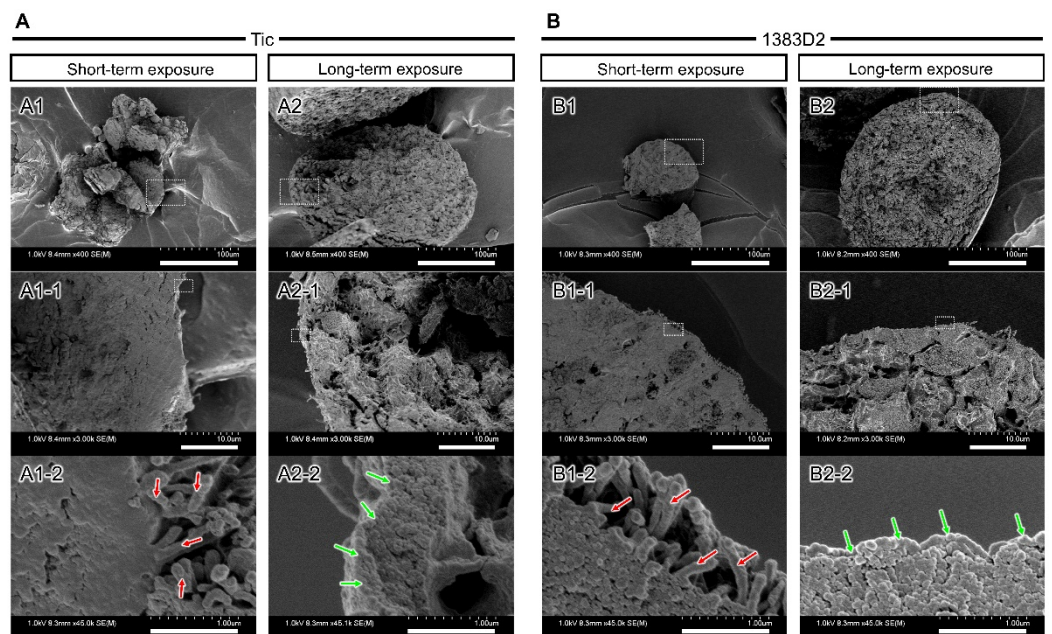 A
B
Tic
1383D2
Short-term exposure
Long-term exposure
Short-term exposure
Long-term exposure
A1
1.0kV 8.4mm x400 SE(M)
100um
A2
1.0kV 8.5mm x400 SE(M)
100um
B1
1.0kV 8.3mm x400 SE(M)
100um
B2
1.0kV 8.2mm x400 SE(M)
100um
A1-1
1.0kV 8.4mm x3.00k SE(M)
10.0um
A2-1
1.0kV 8.4mm x3.00k SE(M)
10.0um
B1-1
1.0kV 8.3mm x3.00k SE(M)
10.0um
B2-1
1.0kV 8.2mm x3.00k SE(M)
10.0um
A1-2
1.0kV 8.3mm x45.0k SE(M)
1.00um
A2-2
1.0kV 8.3mm x45.1k SE(M)
1.00um
B1-2
1.0kV 8.3mm x45.0k SE(M)
1.00um
B2-2
1.0kV 8.3mm x45.0k SE(M)
1.00um